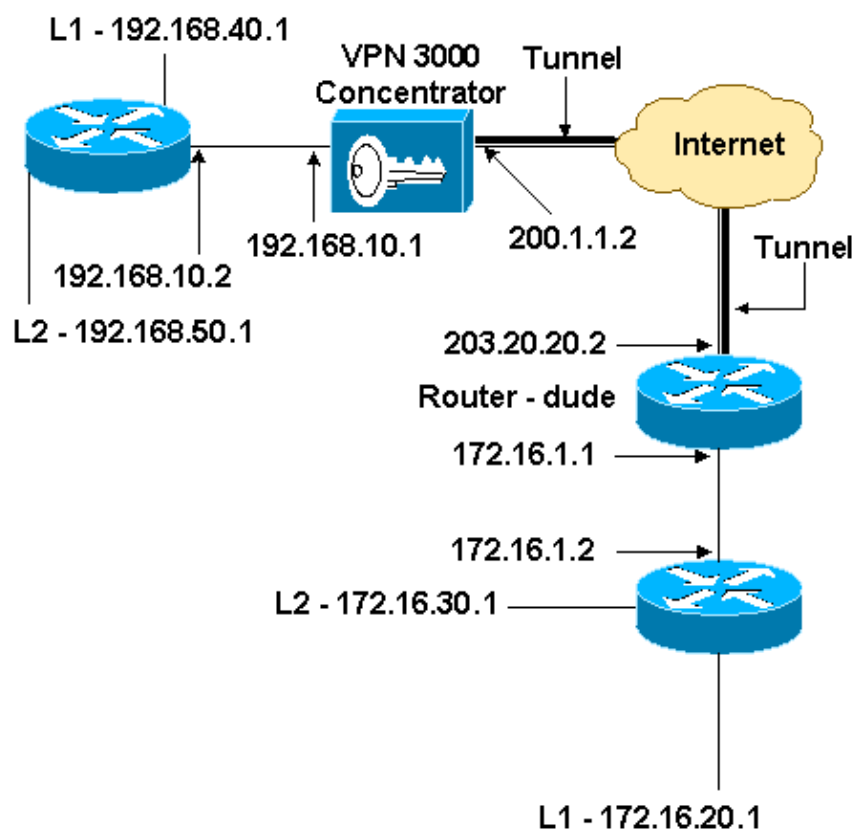 L1 - 192.168.40.1
VPN 3000
Concentrator
Tunnel
Internet
192.168.10.1
200.1.1.2
192.168.10.2
Tunnel
L2 - 192.168.50.1
203.20.20.2
Router - dude
172.16.1.1
172.16.1.2
L2 - 172.16.30.1
L1 - 172.16.20.1